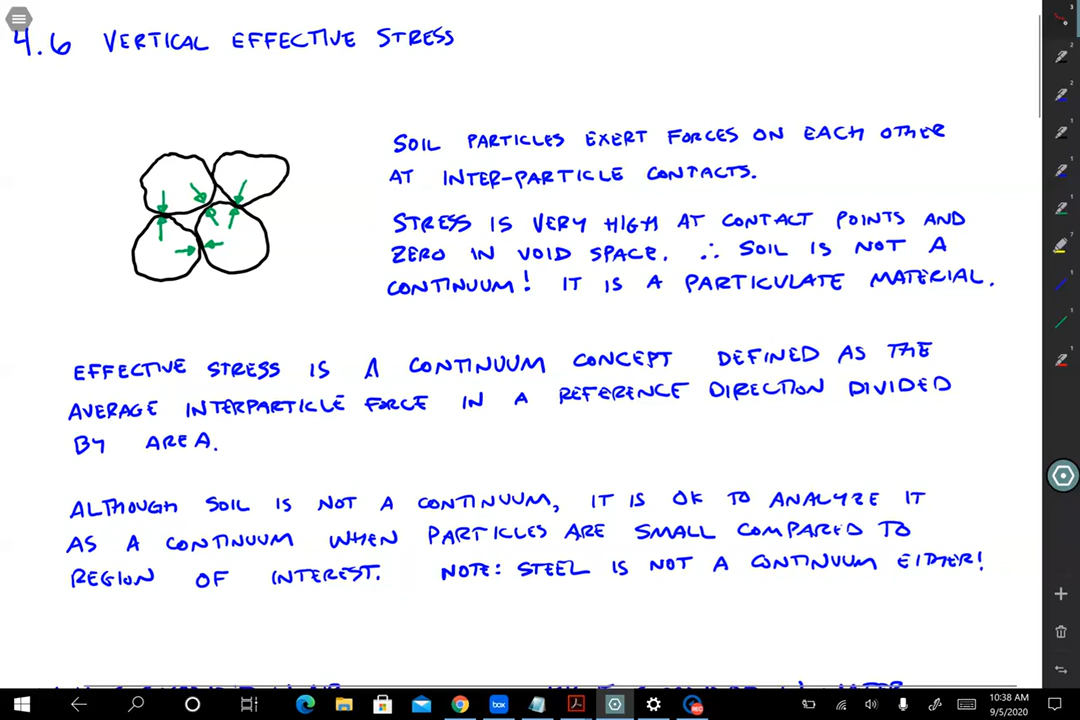 4.6 VERTICAL EFFECTIVE STRESS
SOIL PARTICLES EXERT FORCES ON EACH OTHER
AT INTER-PARTICLE CONTACTS.
STRESS IS VERY HIGH AT CONTACT POINTS AND
ZERO IN VOID SPACE. ∴ SOIL IS NOT A
CONTINUUM! IT IS A PARTICULATE MATERIAL.
EFFECTIVE STRESS IS A CONTINUUM CONCEPT DEFINED AS THE
AVERAGE INTERPARTICLE FORCE IN A REFERENCE DIRECTION DIVIDED
BY AREA.
ALTHOUGH SOIL IS NOT A CONTINUUM, IT IS OK TO ANALYZE IT
AS A CONTINUUM WHEN PARTICLES ARE SMALL COMPARED TO
REGION OF INTEREST. NOTE: STEEL IS NOT A CONTINUUM EITHER!
box
REC
10:38 AM
9/5/2020